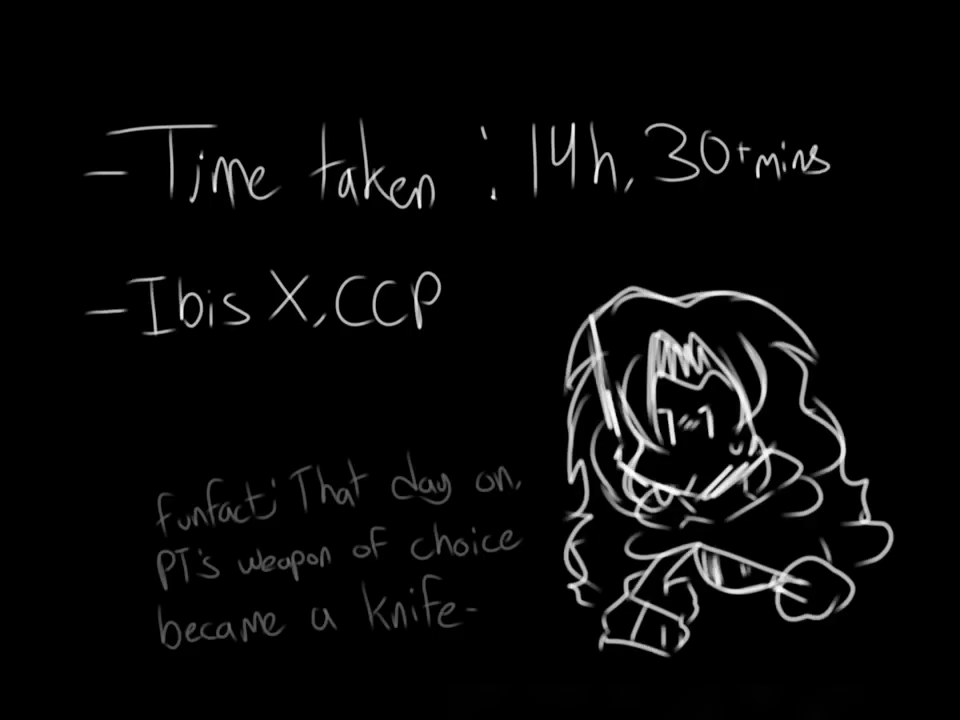 - Time taken : 14h, 30+mins
- Ibis X, CCP
funfact; That day on,
PT's weapon of choice
became a knife-